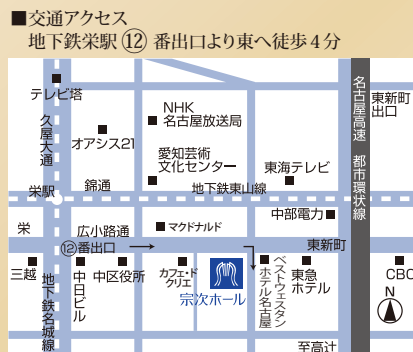 ■交通アクセス
地下鉄栄駅⑫番出口より東へ徒歩4分
テレビ塔
久屋大通
オアシス21
NHK
名古屋放送局
愛知芸術
文化センター
東海テレビ
名古屋高速 都市環状線
東新町
出口
栄駅
錦通
地下鉄東山線
中部電力
栄
広小路通
マクドナルド
⑫番出口
東新町
三越
地下鉄名城線
中日ビル
中区役所
カフェ・ド
クリエ
宗次ホール
ベストウェスタン
ホテル名古屋
東急
ホテル
CBC
N
至高辻